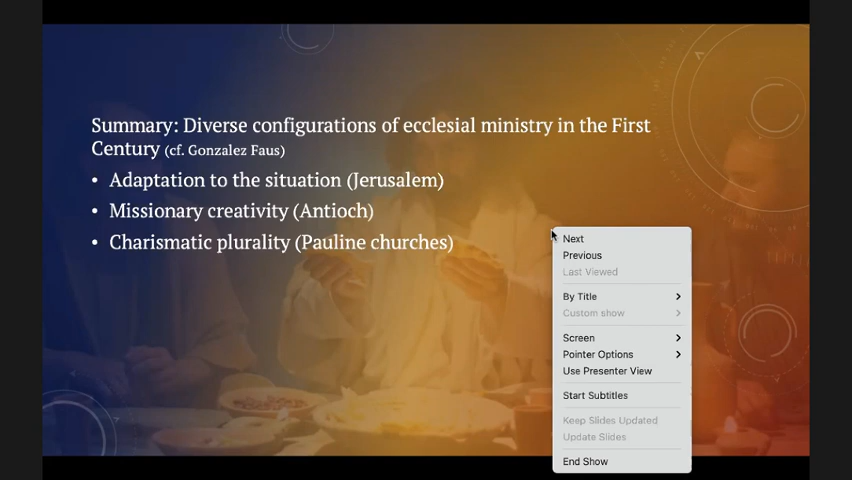 Summary: Diverse configurations of ecclesial ministry in the First
Century (cf. Gonzalez Faus)
• Adaptation to the situation (Jerusalem)
• Missionary creativity (Antioch)
• Charismatic plurality (Pauline churches)
Next
Previous
Last Viewed
By Title
Custom show
Screen
Pointer Options
Use Presenter View
Start Subtitles
Keep Slides Updated
Update Slides
End Show